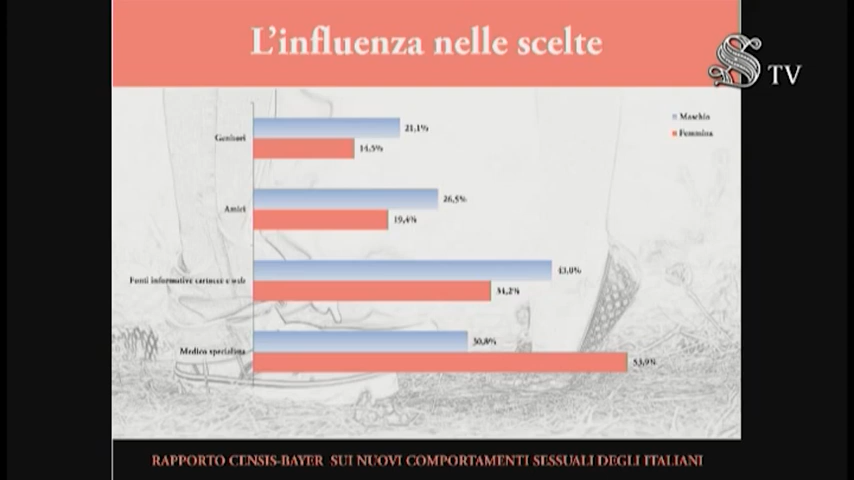 L'influenza nelle scelte
S TV
Maschio
Femmina
Genitori
21,1%
14,5%
Amici
26,5%
19,4%
Fonti informative cartacee e web
43,0%
34,2%
Medico specialista
30,8%
53,9%
RAPPORTO CENSIS-BAYER SUI NUOVI COMPORTAMENTI SESSUALI DEGLI ITALIANI